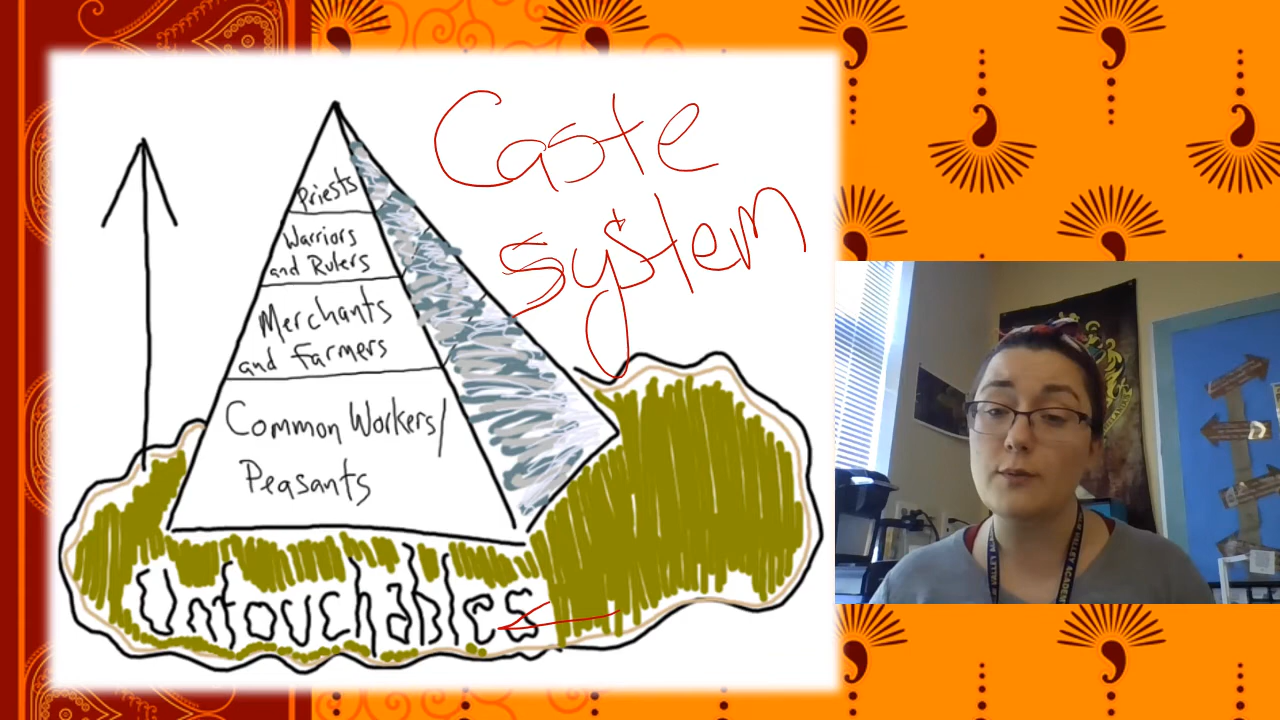 Caste
system
Priests
Warriors
and Rulers
Merchants
and Farmers
Common Workers/
Peasants
Untouchables